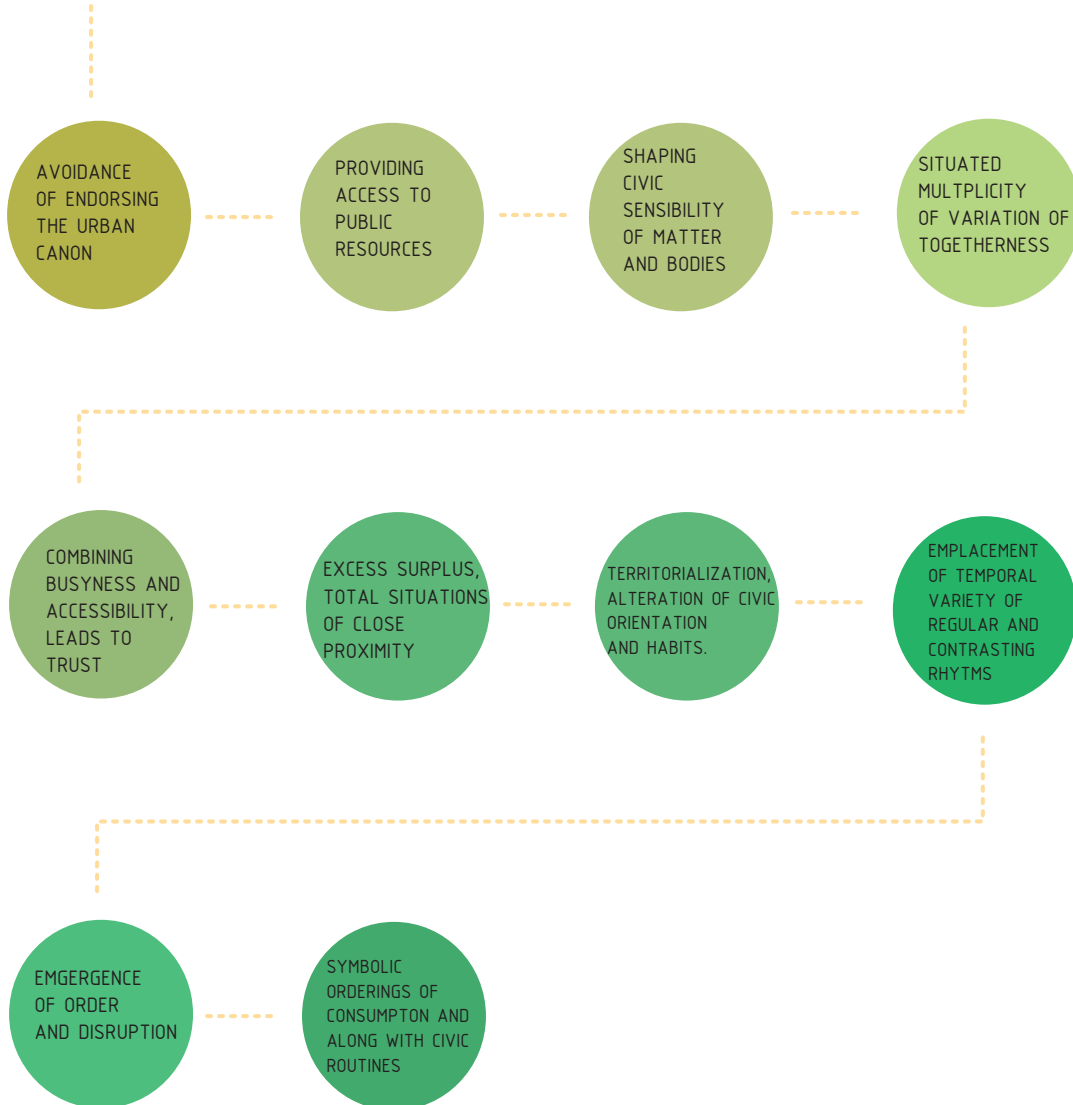 AVOIDANCE
OF ENDORSING
THE URBAN
CANON
PROVIDING
ACCESS TO
PUBLIC
RESOURCES
SHAPING
CIVIC
SENSIBILITY
OF MATTER
AND BODIES
SITUATED
MULTPLICITY
OF VARIATION OF
TOGETHERNESS
COMBINING
BUSYNESS AND
ACCESSIBILITY,
LEADS TO
TRUST
EXCESS SURPLUS,
TOTAL SITUATIONS
OF CLOSE
PROXIMITY
TERRITORIALIZATION,
ALTERATION OF CIVIC
ORIENTATION
AND HABITS.
EMPLACEMENT
OF TEMPORAL
VARIETY OF
REGULAR AND
CONTRASTING
RHYTMS
EMGERGENCE
OF ORDER
AND DISRUPTION
SYMBOLIC
ORDERINGS OF
CONSUMPTON AND
ALONG WITH CIVIC
ROUTINES